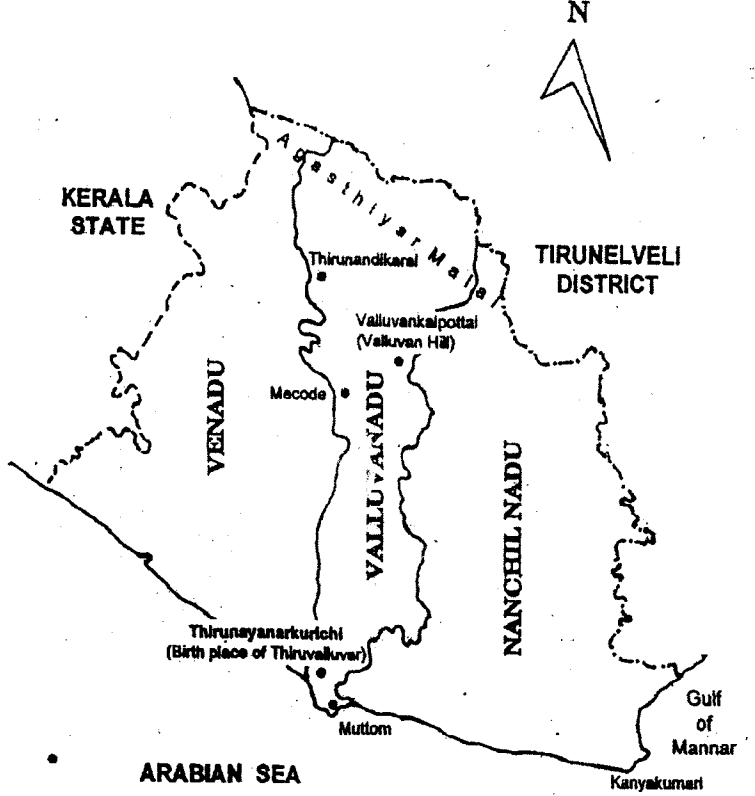 N
Agasthiyar Malai
KERALA
STATE
TIRUNELVELI
DISTRICT
Thirunandikarai
Valluvankalpottai
(Valluvan Hill)
Mecode
VENADU
VALLUVANADU
NANCHIL NADU
Thirunayanarkurichi
(Birth place of Thiruvalluvar)
Muttom
Gulf
of
Mannar
ARABIAN SEA
Kanyakumari